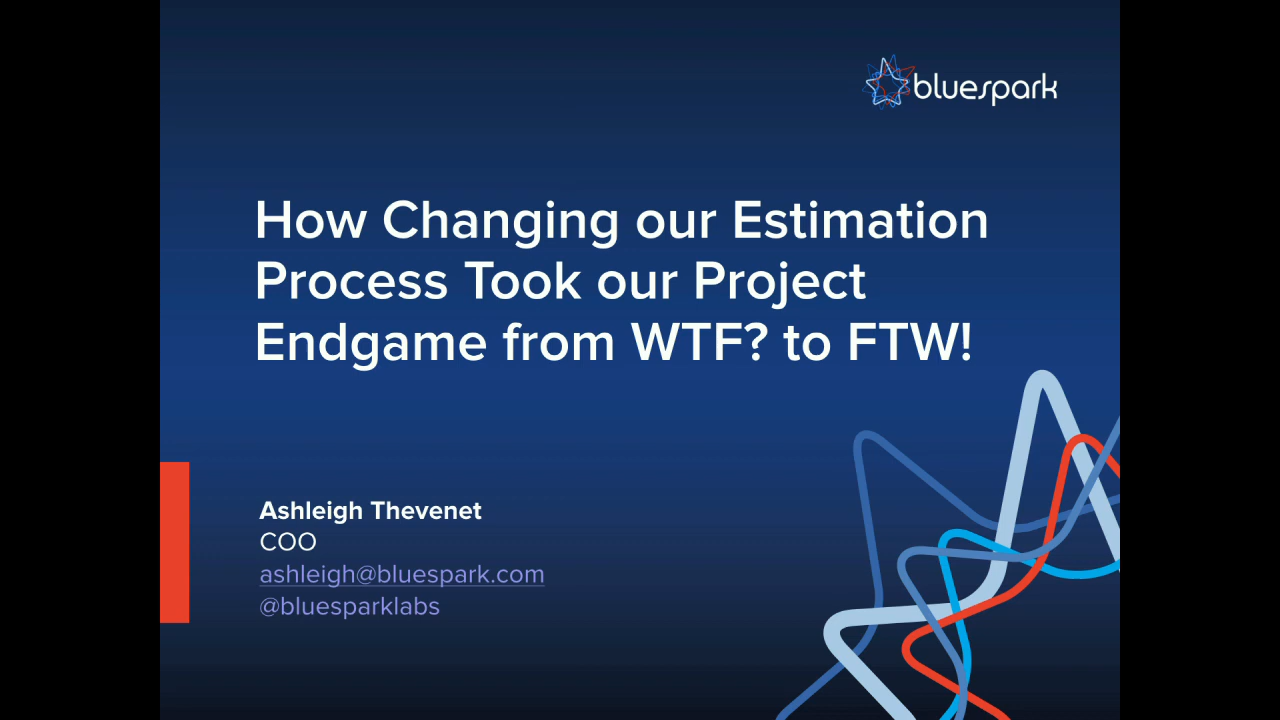 bluespark
How Changing our Estimation
Process Took our Project
Endgame from WTF? to FTW!
Ashleigh Thevenet
COO
ashleigh@bluespark.com
@bluesparklabs